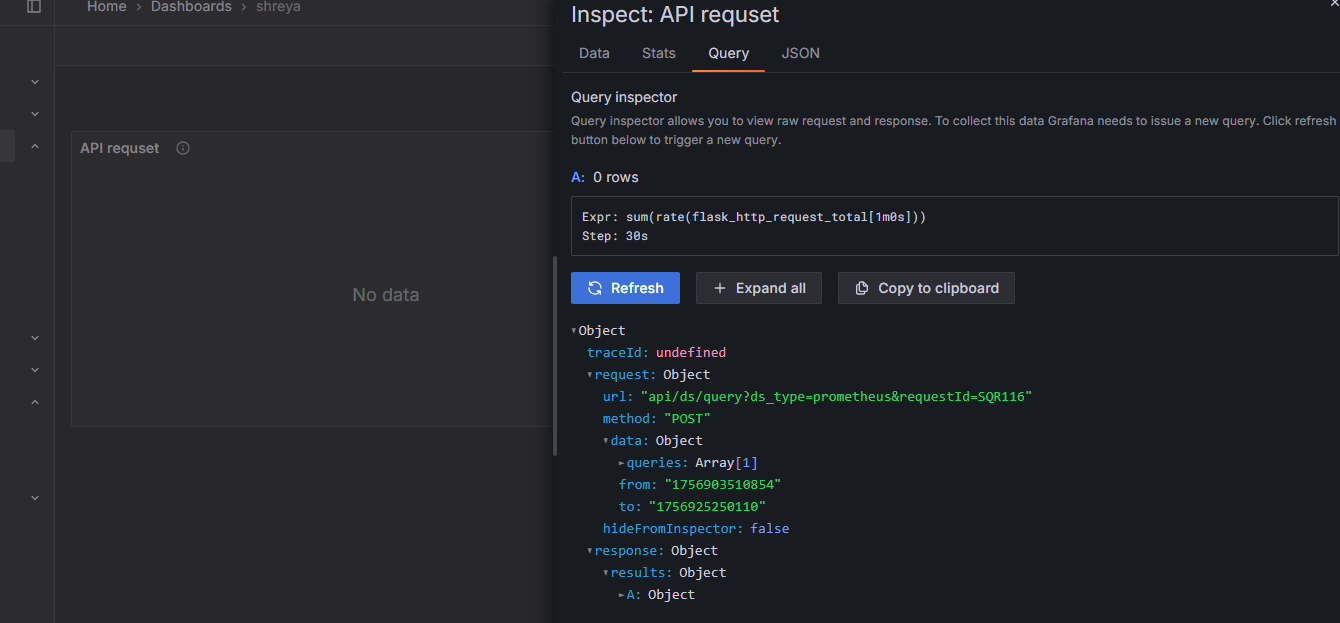 Home > Dashboards > shreya
API requset
No data
Inspect: API requset
Data Stats Query JSON
Query inspector
Query inspector allows you to view raw request and response. To collect this data Grafana needs to issue a new query. Click refresh
button below to trigger a new query.
A: 0 rows
Expr: sum(rate(flask_http_request_total[1m0s]))
Step: 30s
Refresh Expand all Copy to clipboard
Object
traceId: undefined
request: Object
url: "api/ds/query?ds_type=prometheus&requestId=SQR116"
method: "POST"
data: Object
queries: Array[1]
from: "1756903510854"
to: "1756925250110"
hideFromInspector: false
response: Object
results: Object
A: Object